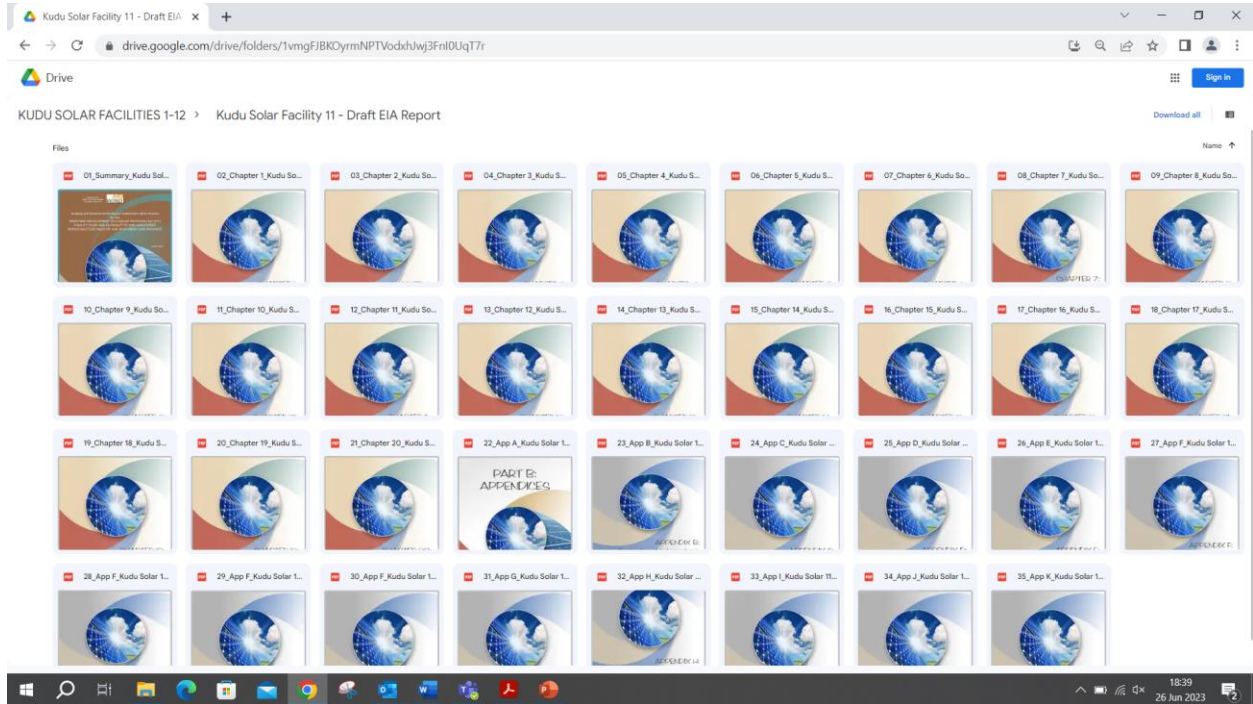 Kudu Solar Facility 11 - Draft EIA
drive.google.com/drive/folders/1vmgFJBKOyrmNPTVodxhJwj3FnI0UqT7r
Drive
Sign in
KUDU SOLAR FACILITIES 1-12 > Kudu Solar Facility 11 - Draft EIA Report
Download all
Files
Name
01_Summary_Kudu Sol...
02_Chapter 1_Kudu So...
03_Chapter 2_Kudu So...
04_Chapter 3_Kudu S...
05_Chapter 4_Kudu S...
06_Chapter 5_Kudu S...
07_Chapter 6_Kudu So...
08_Chapter 7_Kudu So...
09_Chapter 8_Kudu So...
CHAPTER 7:
10_Chapter 9_Kudu So...
11_Chapter 10_Kudu S...
12_Chapter 11_Kudu S...
13_Chapter 12_Kudu S...
14_Chapter 13_Kudu S...
15_Chapter 14_Kudu S...
16_Chapter 15_Kudu S...
17_Chapter 16_Kudu S...
18_Chapter 17_Kudu S...
19_Chapter 18_Kudu S...
20_Chapter 19_Kudu S...
21_Chapter 20_Kudu S...
22_App A_Kudu Solar 1...
23_App B_Kudu Solar 1...
24_App C_Kudu Solar ...
25_App D_Kudu Solar ...
26_App E_Kudu Solar 1...
27_App F_Kudu Solar 1...
PART B:
APPENDICES
APPENDIX B:
28_App F_Kudu Solar 1...
29_App F_Kudu Solar 1...
30_App F_Kudu Solar 1...
31_App G_Kudu Solar 1...
32_App H_Kudu Solar ...
33_App I_Kudu Solar 11...
34_App J_Kudu Solar 1...
35_App K_Kudu Solar 1...
18:39
26 Jun 2023